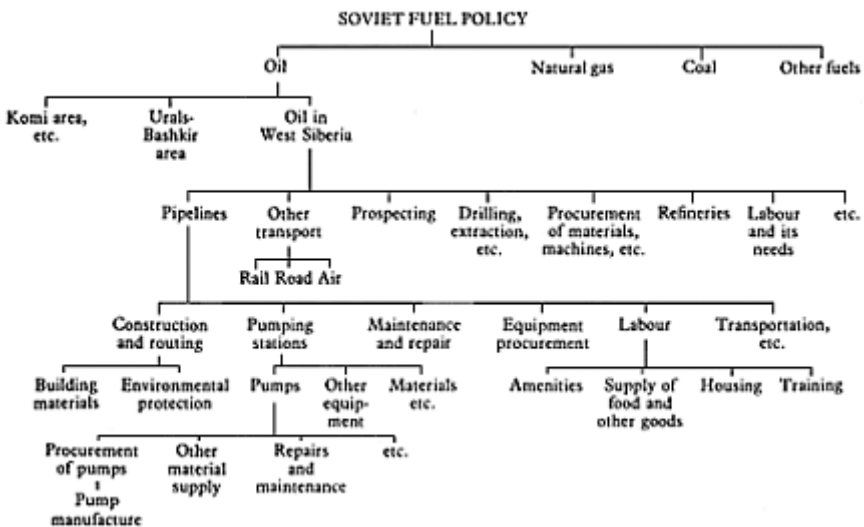 SOVIET FUEL POLICY
Oil Natural gas Coal Other fuels
Komi area, etc.
Urals-Bashkir area
Oil in West Siberia
Pipelines
Other transport
Prospecting
Drilling, extraction, etc.
Procurement of materials, machines, etc.
Refineries
Labour and its needs
etc.
Rail Road Air
Construction and routing
Pumping stations
Maintenance and repair
Equipment procurement
Labour
Transportation, etc.
Building materials
Environmental protection
Pumps
Other equip-ment
Materials etc.
Amenities
Supply of food and other goods
Housing
Training
Procurement of pumps
Pump manufacture
Other material supply
Repairs and maintenance
etc.